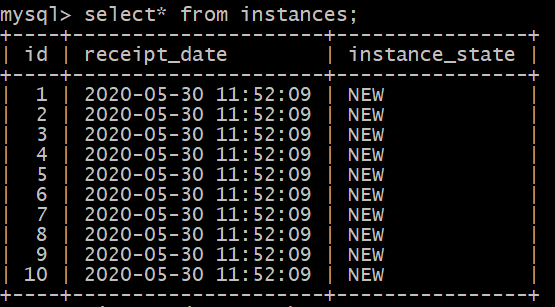 mysql> select* from instances;
+----+---------------------+----------------+
| id | receipt_date        | instance_state |
+----+---------------------+----------------+
|  1 | 2020-05-30 11:52:09 | NEW            |
|  2 | 2020-05-30 11:52:09 | NEW            |
|  3 | 2020-05-30 11:52:09 | NEW            |
|  4 | 2020-05-30 11:52:09 | NEW            |
|  5 | 2020-05-30 11:52:09 | NEW            |
|  6 | 2020-05-30 11:52:09 | NEW            |
|  7 | 2020-05-30 11:52:09 | NEW            |
|  8 | 2020-05-30 11:52:09 | NEW            |
|  9 | 2020-05-30 11:52:09 | NEW            |
| 10 | 2020-05-30 11:52:09 | NEW            |
+----+---------------------+----------------+